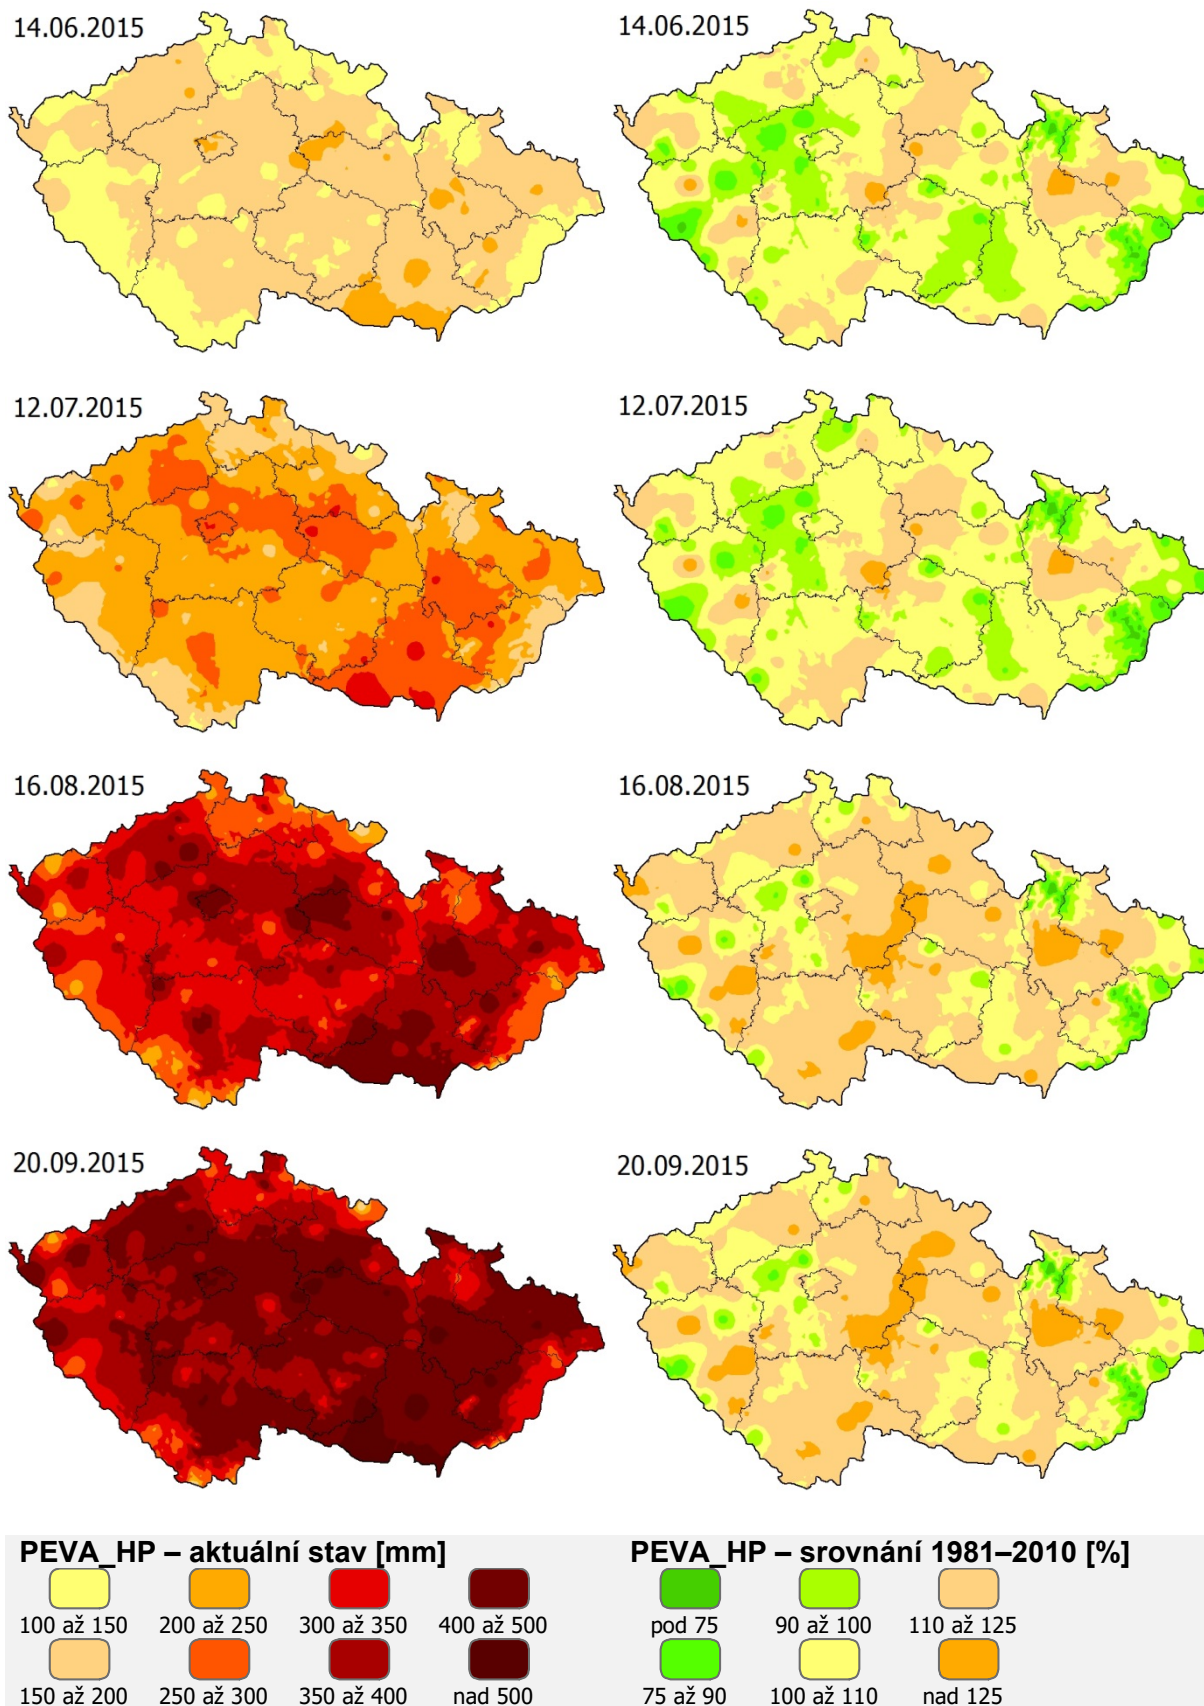 14.06.2015
14.06.2015
12.07.2015
12.07.2015
16.08.2015
16.08.2015
20.09.2015
20.09.2015
PEVA_HP – aktuální stav [mm]
100 až 150
200 až 250
300 až 350
400 až 500
150 až 200
250 až 300
350 až 400
nad 500
PEVA_HP – srovnání 1981–2010 [%]
pod 75
90 až 100
110 až 125
75 až 90
100 až 110
nad 125